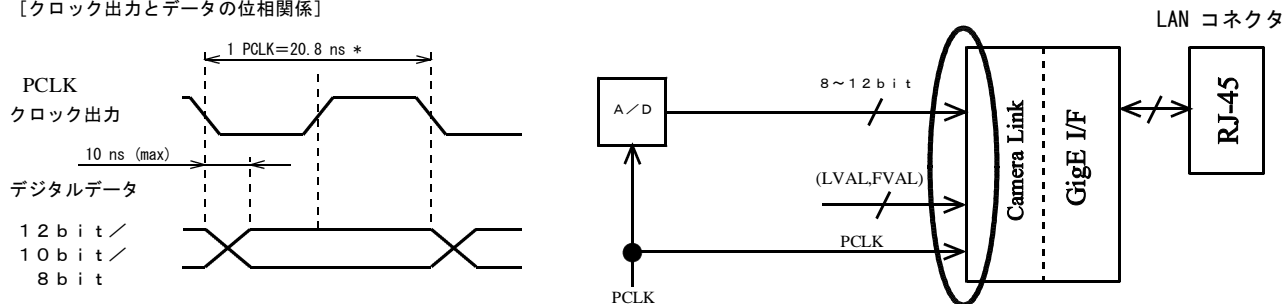 [クロック出力とデータの位相関係]
1 PCLK=20.8 ns *
PCLK
クロック出力
10 ns (max)
デジタルデータ
12bit/
10bit/
8bit
LAN コネクタ
8~12bit
A/D
(LVAL,FVAL)
PCLK
PCLK
Camera Link
GigE I/F
RJ-45